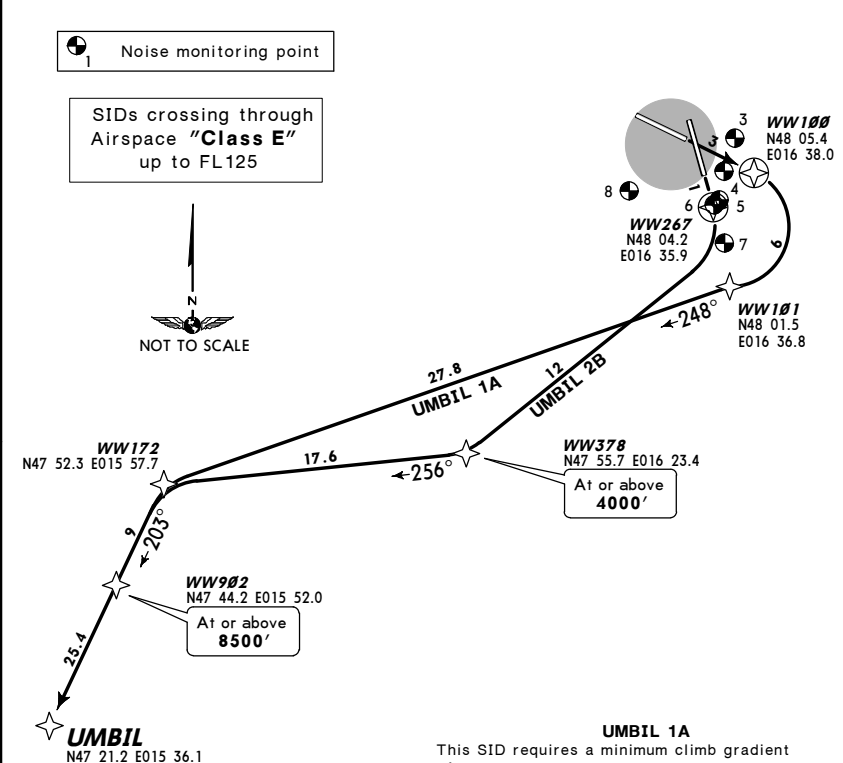 1
Noise monitoring point
SIDs crossing through
Airspace "Class E"
up to FL125
N
NOT TO SCALE
3
3
WW1ØØ
N48 05.4
E016 38.0
8
4
1
6
5
WW267
N48 04.2
E016 35.9
7
6
248°
WW1Ø1
N48 01.5
E016 36.8
27.8
UMBIL 1A
12
UMBIL 2B
WW172
N47 52.3 E015 57.7
17.6
256°
WW378
N47 55.7 E016 23.4
At or above
4000'
9
203°
WW9Ø2
N47 44.2 E015 52.0
At or above
8500'
25.4
UMBIL
N47 21.2 E015 36.1
UMBIL 1A
This SID requires a minimum climb gradient